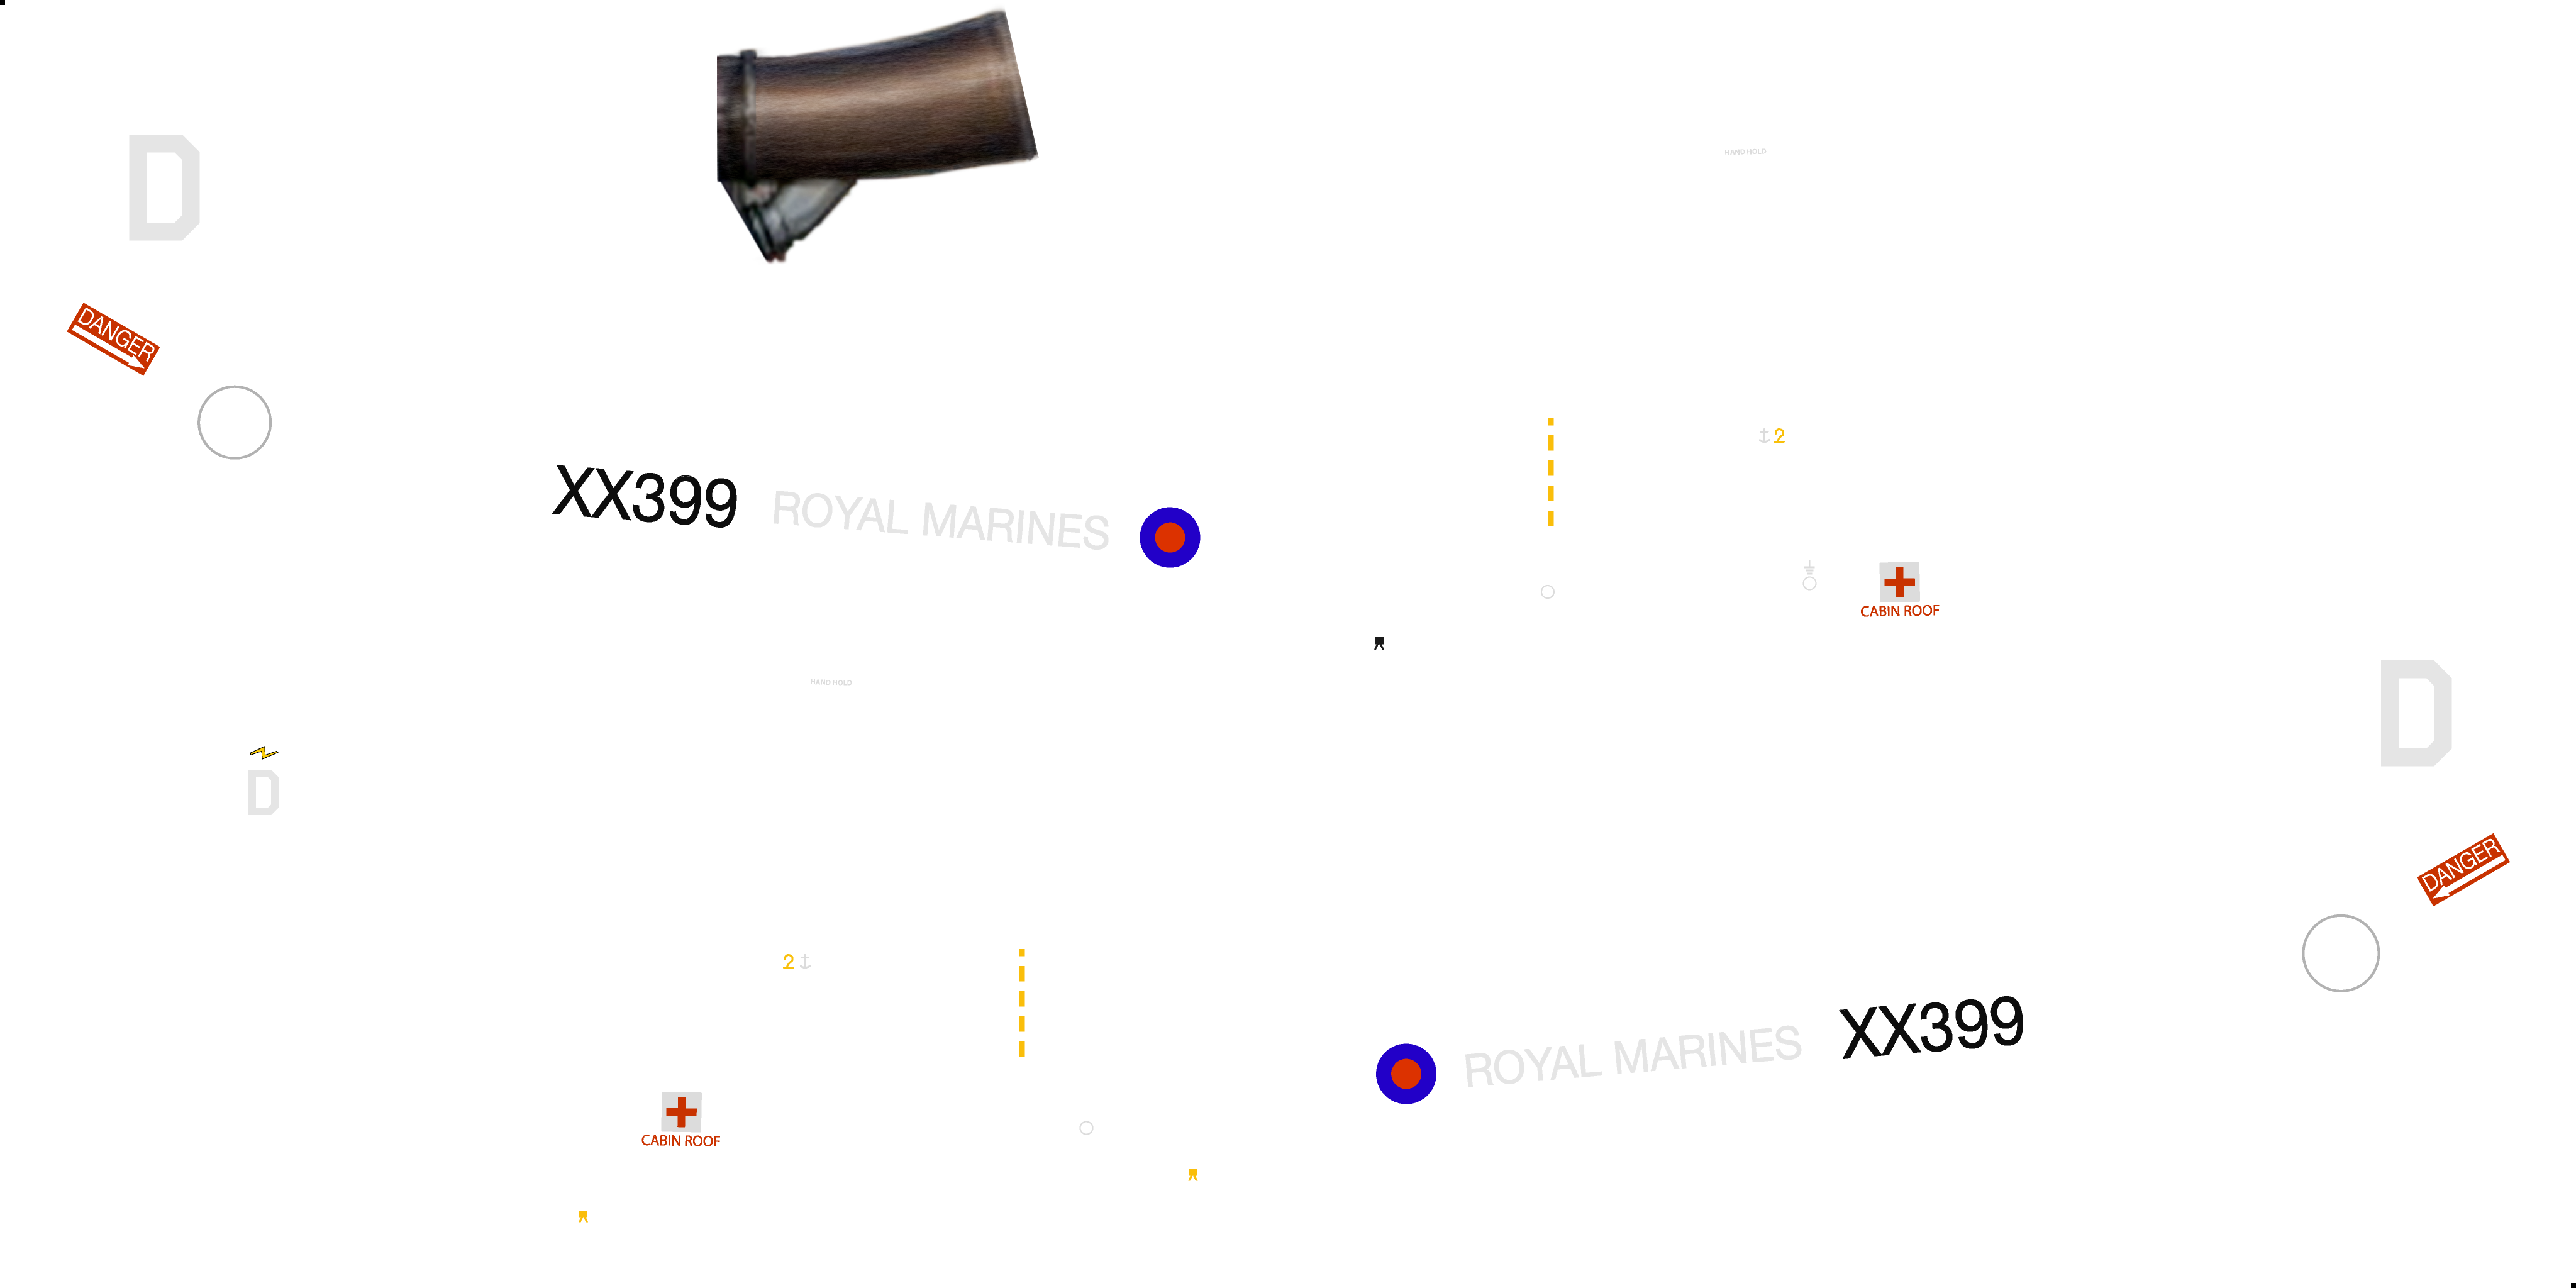 HAND HOLD
D
DANGER
2
XX399 ROYAL MARINES
CABIN ROOF
HAND HOLD
D
D
DANGER
2
XX399
ROYAL MARINES
CABIN ROOF